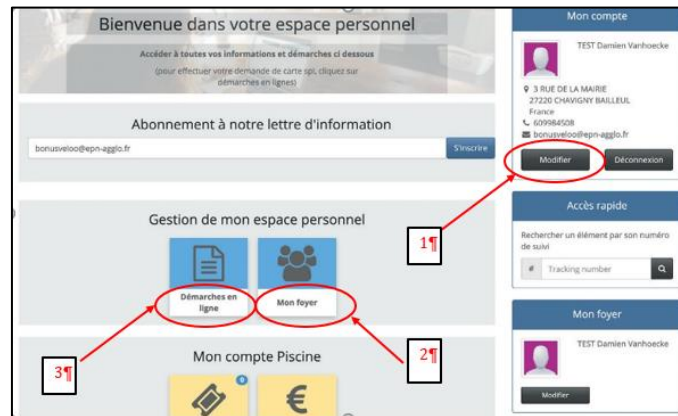 Bienvenue dans votre espace personnel
Accéder à toutes vos informations et démarches ci dessous
(pour effectuer votre demande de carte spi, cliquez sur
démarches en lignes)
Abonnement à notre lettre d'information
bonusveloo@epn-agglo.fr
S'inscrire
Gestion de mon espace personnel
Démarches en
ligne
Mon foyer
3¶
2¶
1¶
Mon compte Piscine
0
€
Mon compte
TEST Damien Vanhoecke
3 RUE DE LA MAIRIE
27220 CHAVIGNY BAILLEUL
France
609984508
bonusveloo@epn-agglo.fr
Modifier
Déconnexion
Accès rapide
Rechercher un élément par son numéro
de suivi
# Tracking number
Mon foyer
TEST Damien Vanhoecke
Modifier